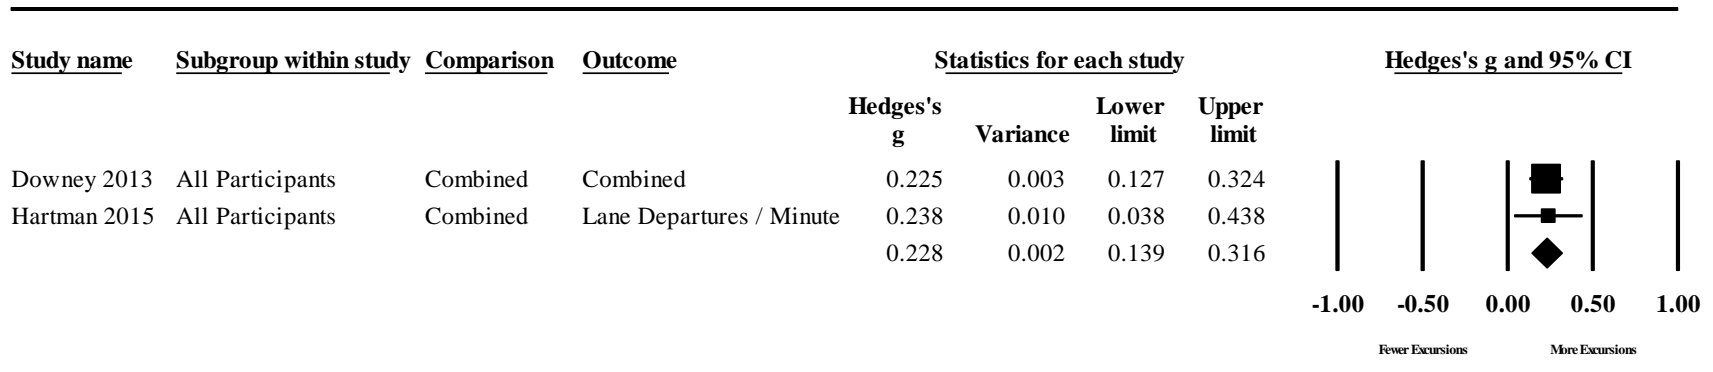 Study name Subgroup within study Comparison Outcome Statistics for each study Hedges's g and 95% CI
Hedges's Lower Upper
g Variance limit limit
Downey 2013 All Participants Combined Combined 0.225 0.003 0.127 0.324
Hartman 2015 All Participants Combined Lane Departures / Minute 0.238 0.010 0.038 0.438
0.228 0.002 0.139 0.316
-1.00 -0.50 0.00 0.50 1.00
Fewer Excursions More Excursions